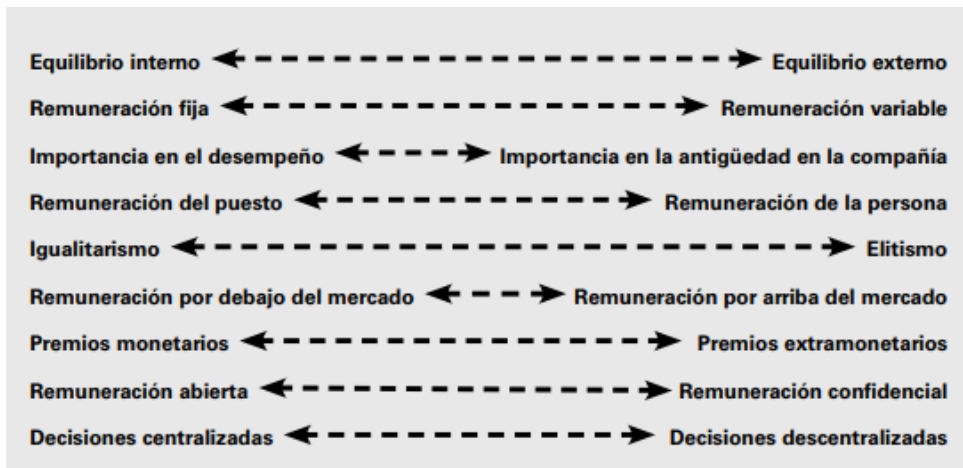 Equilibrio interno Equilibrio externo
Remuneración fija Remuneración variable
Importancia en el desempeño Importancia en la antigüedad en la compañía
Remuneración del puesto Remuneración de la persona
Igualitarismo Elitismo
Remuneración por debajo del mercado Remuneración por arriba del mercado
Premios monetarios Premios extramonetarios
Remuneración abierta Remuneración confidencial
Decisiones centralizadas Decisiones descentralizadas